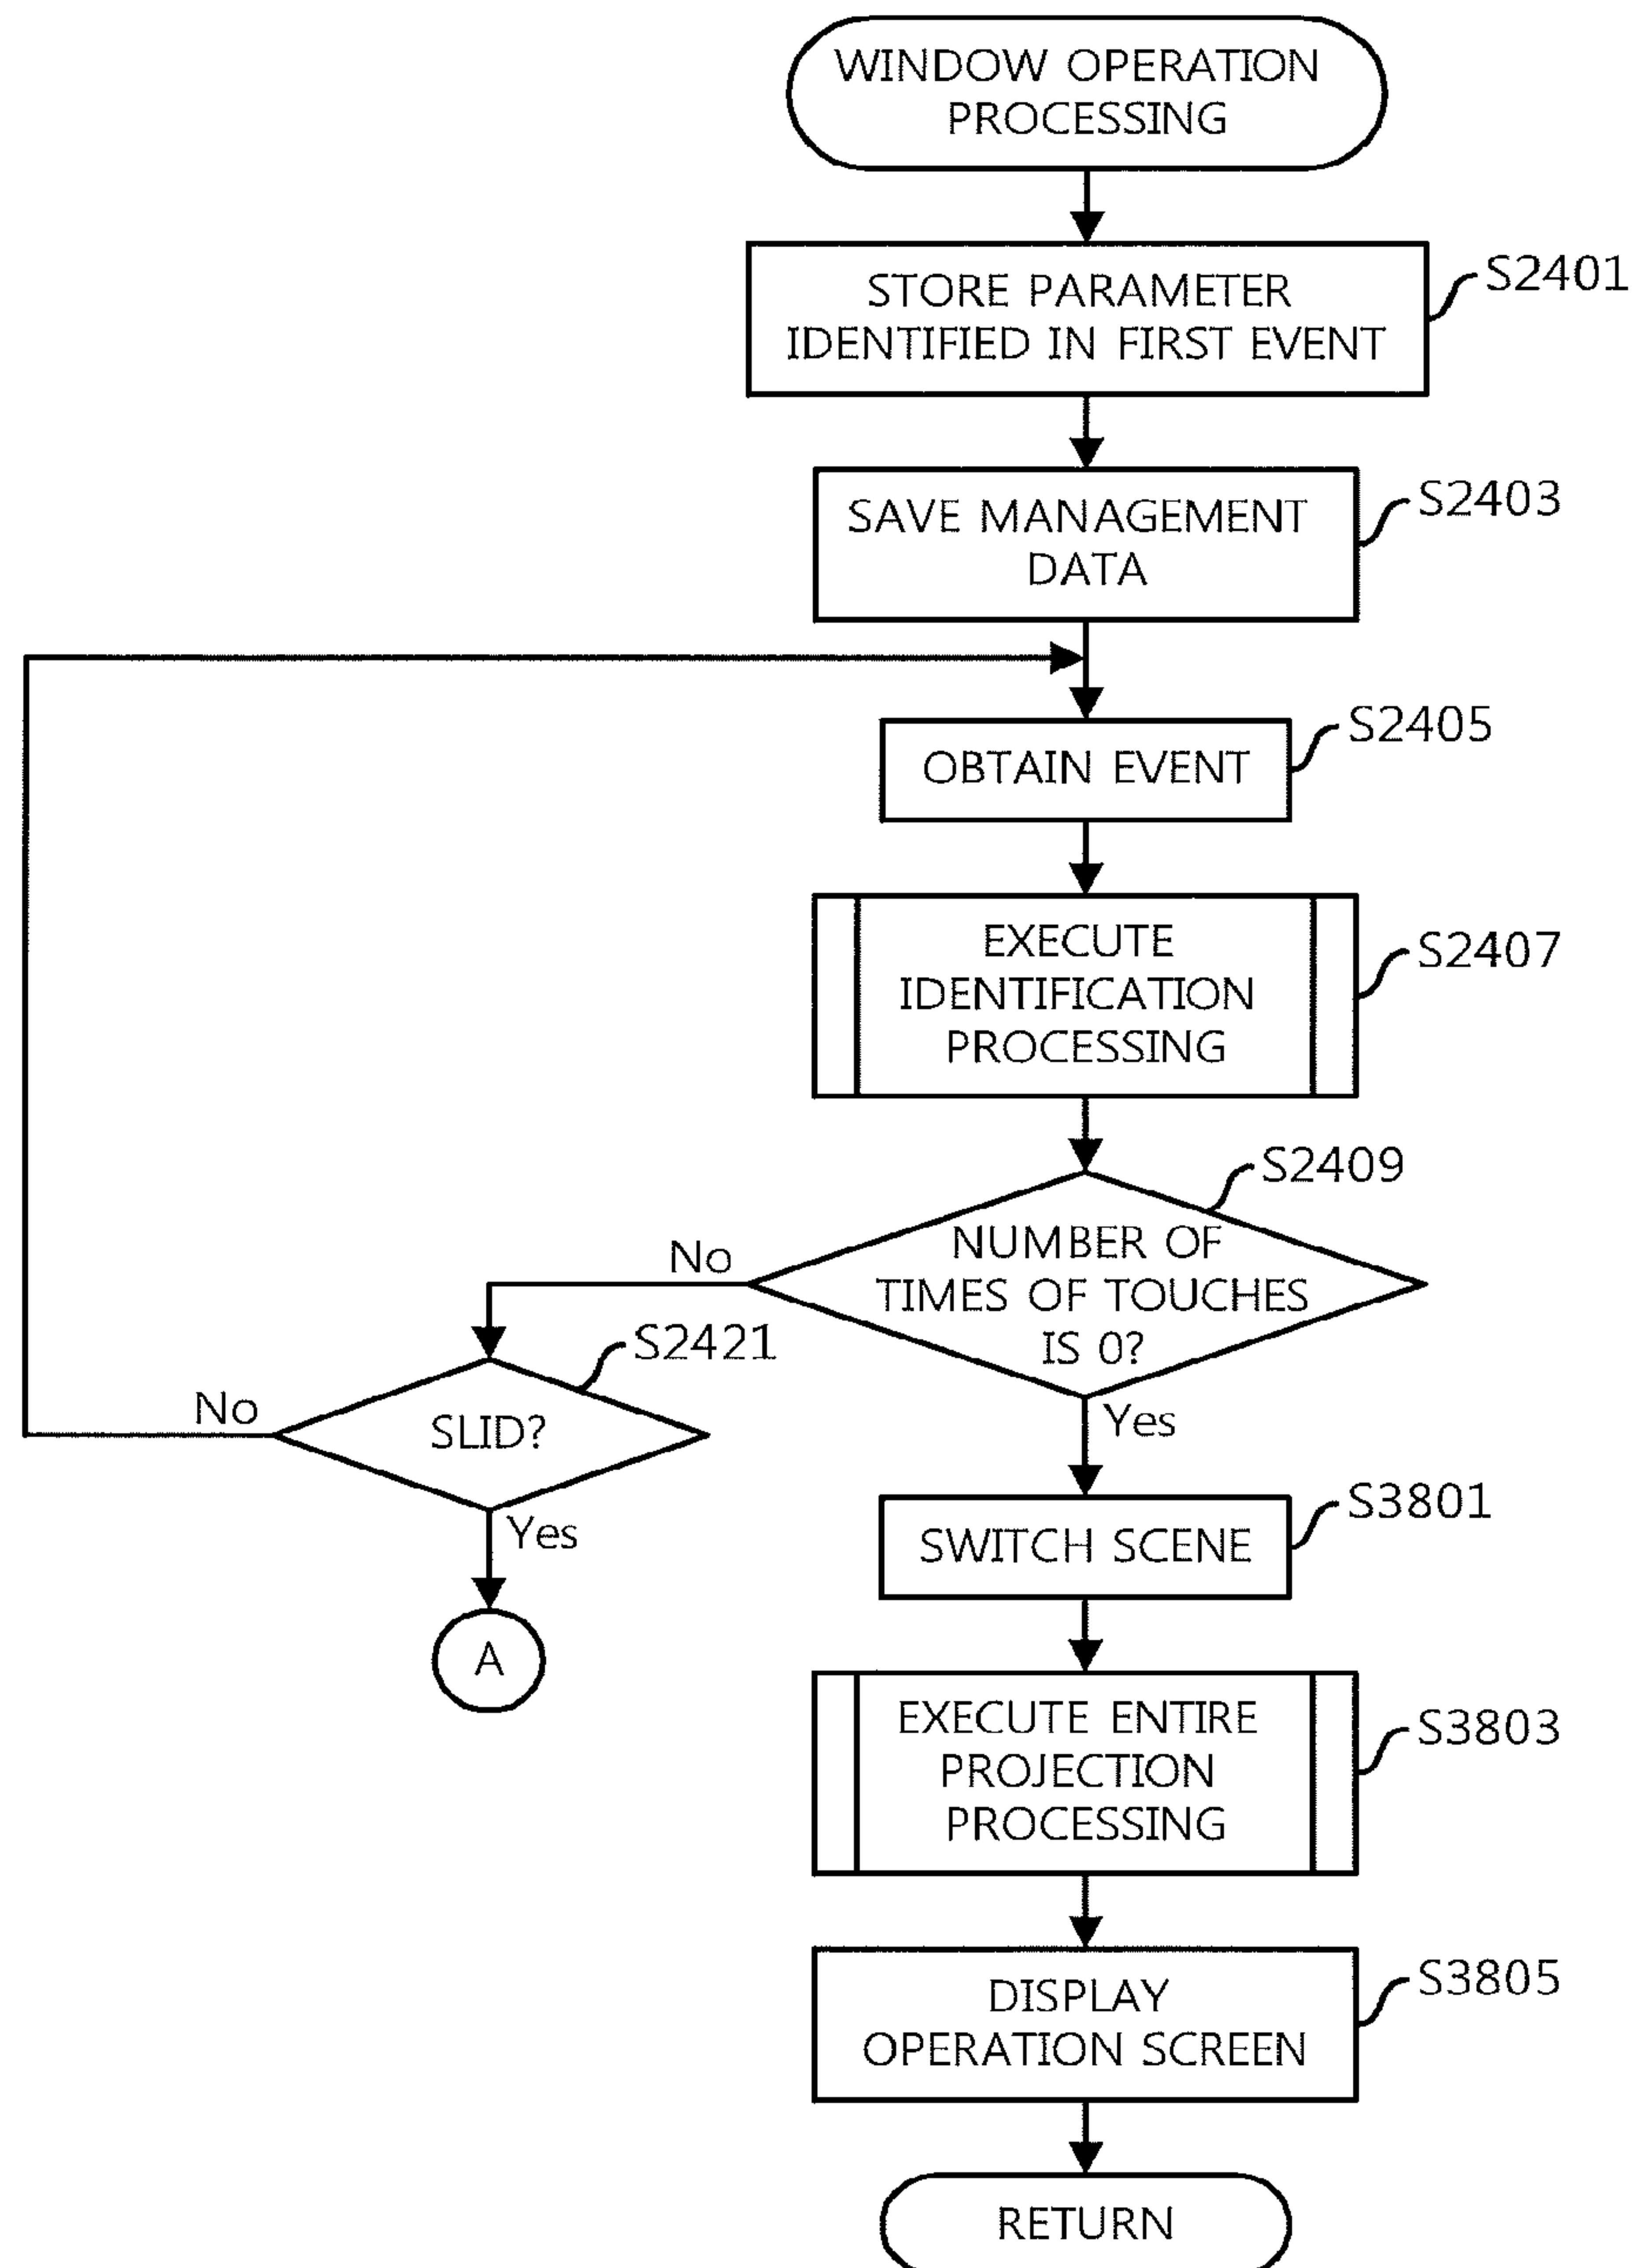 WINDOW OPERATION
PROCESSING
STORE PARAMETER
IDENTIFIED IN FIRST EVENT
S2401
SAVE MANAGEMENT
DATA
S2403
OBTAIN EVENT
S2405
EXECUTE
IDENTIFICATION
PROCESSING
S2407
NUMBER OF
TIMES OF TOUCHES
IS 0?
S2409
No
Yes
SLID?
S2421
No
Yes
A
SWITCH SCENE
S3801
EXECUTE ENTIRE
PROJECTION
PROCESSING
S3803
DISPLAY
OPERATION SCREEN
S3805
RETURN